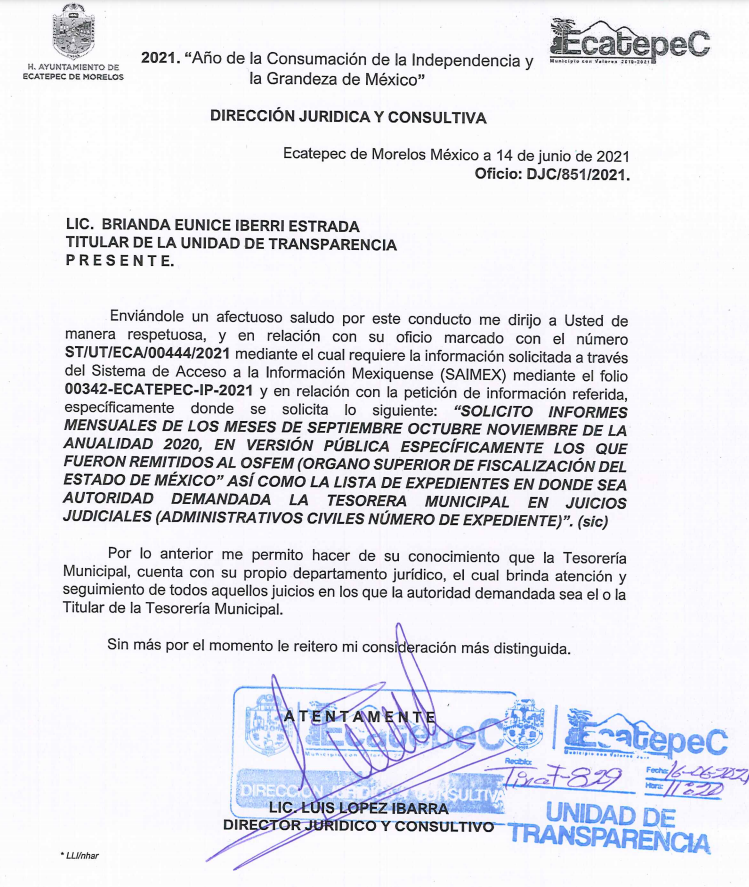 H. AYUNTAMIENTO DE
ECATEPEC DE MORELOS
EcatepeC
Municipio con Valores 2019-2021
2021. “Año de la Consumación de la Independencia y
la Grandeza de México”
DIRECCIÓN JURIDICA Y CONSULTIVA
Ecatepec de Morelos México a 14 de junio de 2021
Oficio: DJC/851/2021.
LIC. BRIANDA EUNICE IBERRI ESTRADA
TITULAR DE LA UNIDAD DE TRANSPARENCIA
P R E S E N T E.
Enviándole un afectuoso saludo por este conducto me dirijo a Usted de
manera respetuosa, y en relación con su oficio marcado con el número
ST/UT/ECA/00444/2021 mediante el cual requiere la información solicitada a través
del Sistema de Acceso a la Información Mexiquense (SAIMEX) mediante el folio
00342-ECATEPEC-IP-2021 y en relación con la petición de información referida,
específicamente donde se solicita lo siguiente: “SOLICITO INFORMES
MENSUALES DE LOS MESES DE SEPTIEMBRE OCTUBRE NOVIEMBRE DE LA
ANUALIDAD 2020, EN VERSIÓN PÚBLICA ESPECÍFICAMENTE LOS QUE
FUERON REMITIDOS AL OSFEM (ORGANO SUPERIOR DE FISCALIZACIÓN DEL
ESTADO DE MÉXICO” ASÍ COMO LA LISTA DE EXPEDIENTES EN DONDE SEA
AUTORIDAD DEMANDADA LA TESORERA MUNICIPAL EN JUICIOS
JUDICIALES (ADMINISTRATIVOS CIVILES NÚMERO DE EXPEDIENTE)”. (sic)
Por lo anterior me permito hacer de su conocimiento que la Tesorería
Municipal, cuenta con su propio departamento jurídico, el cual brinda atención y
seguimiento de todos aquellos juicios en los que la autoridad demandada sea el o la
Titular de la Tesorería Municipal.
Sin más por el momento le reitero mi consideración más distinguida.
A T E N T A M E N T E
EcatepeC
DIRECCIÓN JURIDICA Y CONSULTIVA
LIC. LUIS LOPEZ IBARRA
DIRECTOR JURIDICO Y CONSULTIVO
EcatepeC
Recibió:
Fecha: 16-06-2021
Hora: 11:20
UNIDAD DE
TRANSPARENCIA
* LLI/nhar